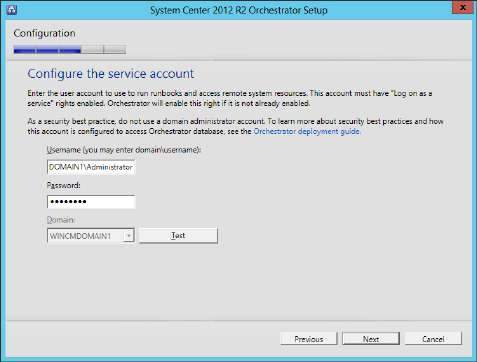 System Center 2012 R2 Orchestrator Setup
x
Configuration
Configure the service account
Enter the user account to use to run runbooks and access remote system resources. This account must have "Log on as a
service" rights enabled. Orchestrator will enable this right if it is not already enabled.
As a security best practice, do not use a domain administrator account. To learn more about security best practices and how
this account is configured to access Orchestrator database, see the Orchestrator deployment guide.
Username (you may enter domain\username):
DOMAIN1\Administrator
Password:
••••••••
Domain:
WINCMDOMAIN1
Test
Previous
Next
Cancel